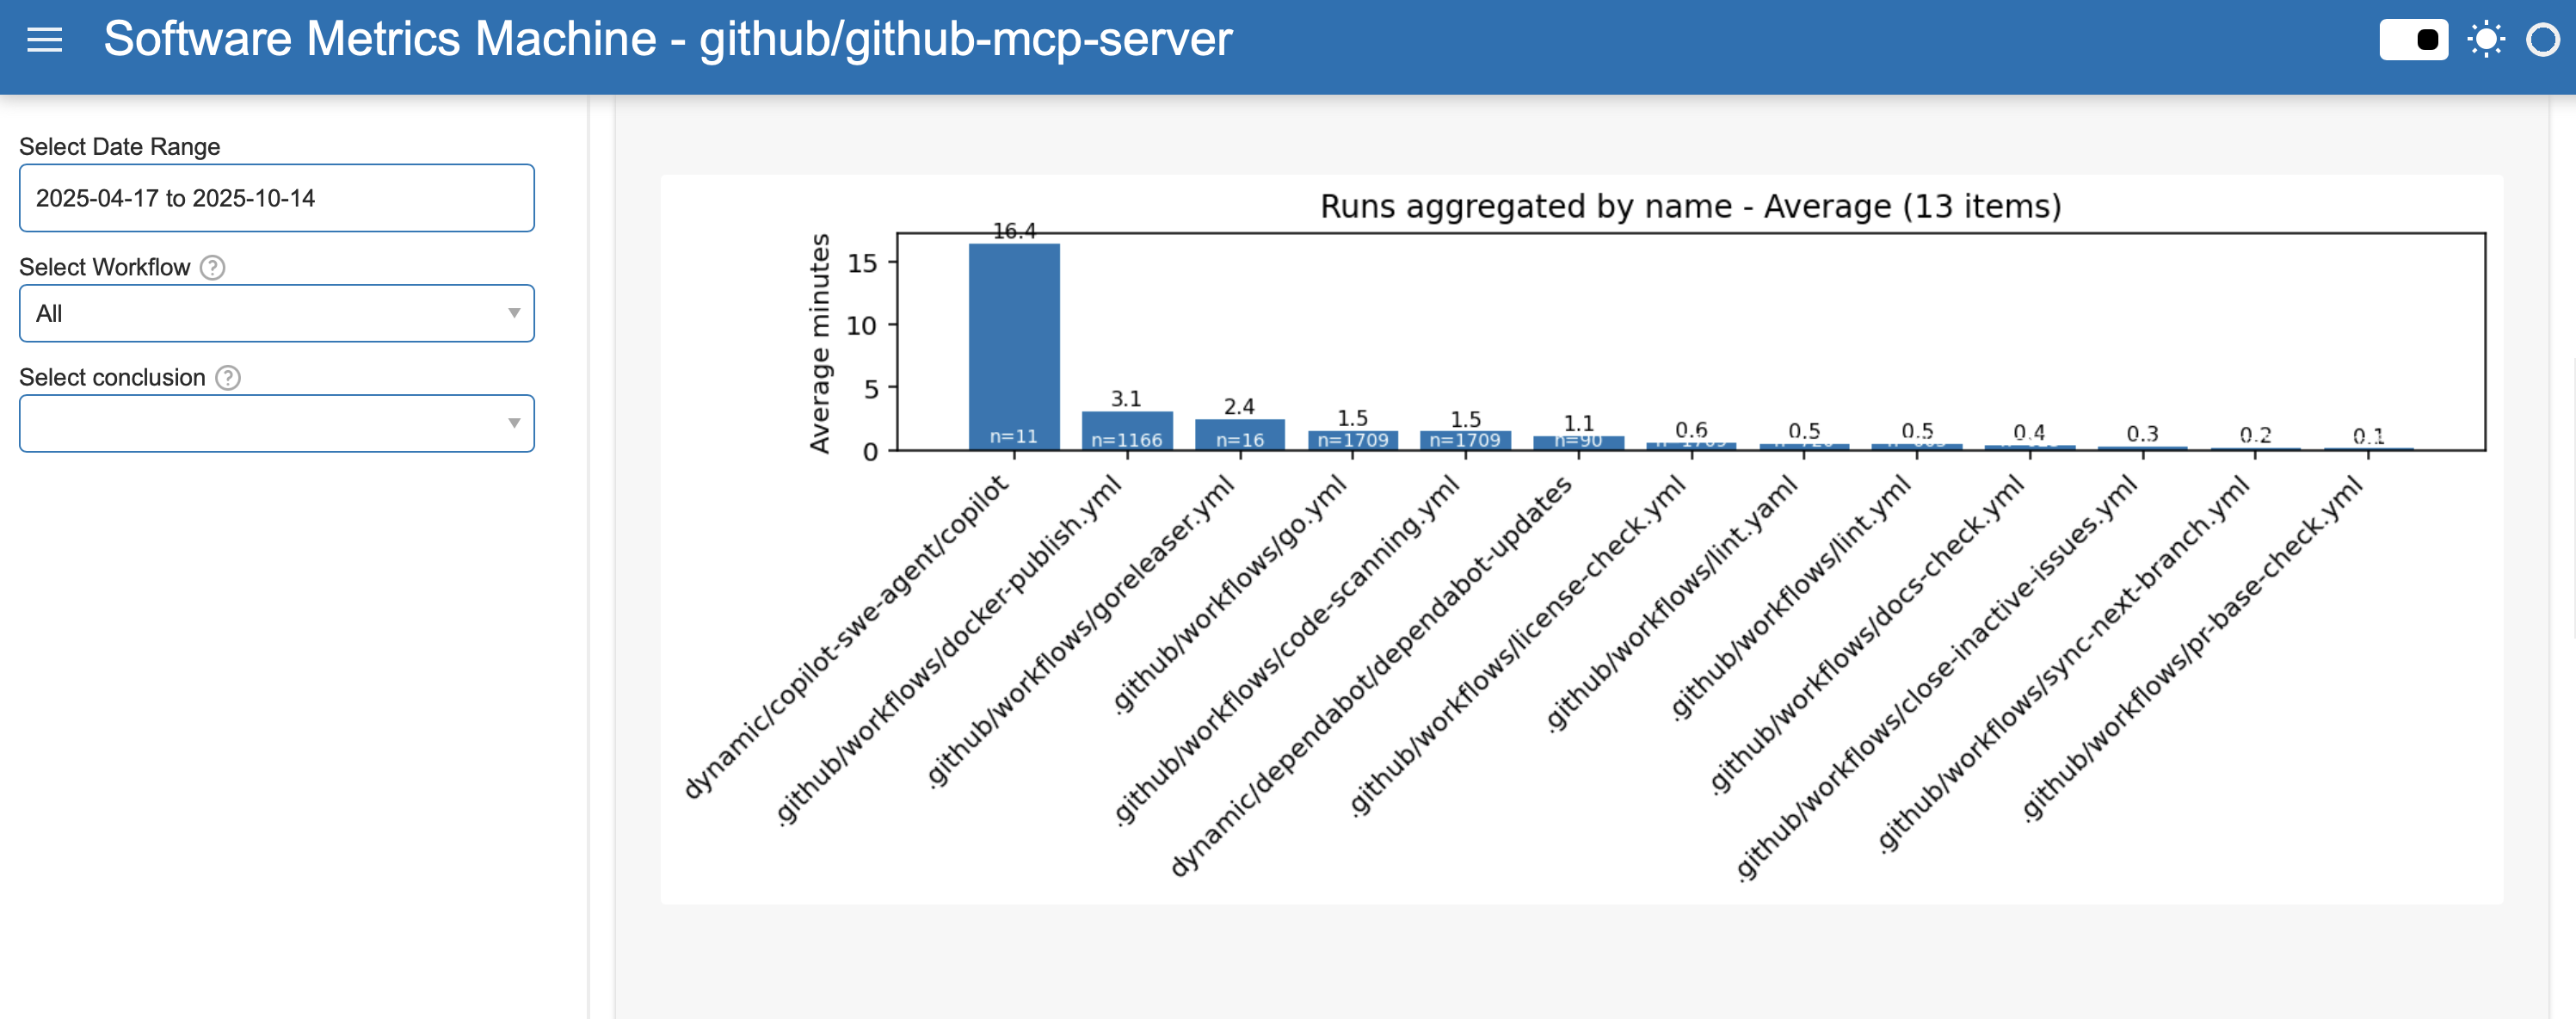 Software Metrics Machine - github/github-mcp-server
Select Date Range
2025-04-17 to 2025-10-14
Select Workflow ?
All
Select conclusion ?
Runs aggregated by name - Average (13 items)
Average minutes
15
10
5
0
16.4
3.1
2.4
1.5
1.5
1.1
0.6
0.5
0.5
0.4
0.3
0.2
0.1
n=11
n=1166
n=16
n=1709
n=1709
n=90
dynamic/copilot-swe-agent/copilot
.github/workflows/docker-publish.yml
.github/workflows/goreleaser.yml
.github/workflows/go.yml
.github/workflows/code-scanning.yml
dynamic/dependabot/dependabot-updates
.github/workflows/license-check.yml
.github/workflows/lint.yaml
.github/workflows/lint.yml
.github/workflows/docs-check.yml
.github/workflows/close-inactive-issues.yml
.github/workflows/sync-next-branch.yml
.github/workflows/pr-base-check.yml